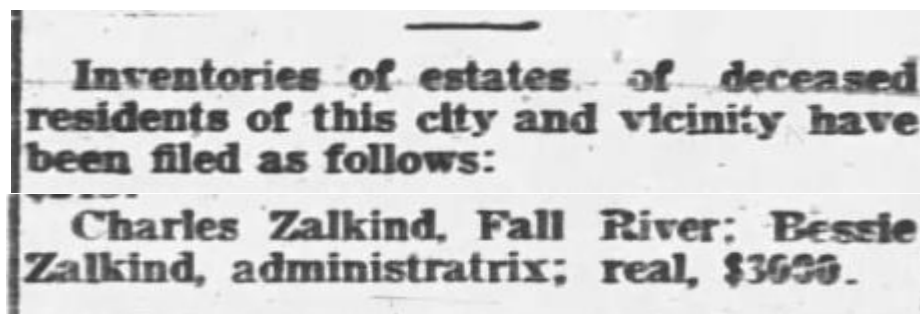 Inventories of estates of deceased
residents of this city and vicinity have
been filed as follows:
Charles Zalkind, Fall River; Bessie
Zalkind, administratrix; real, $3000.